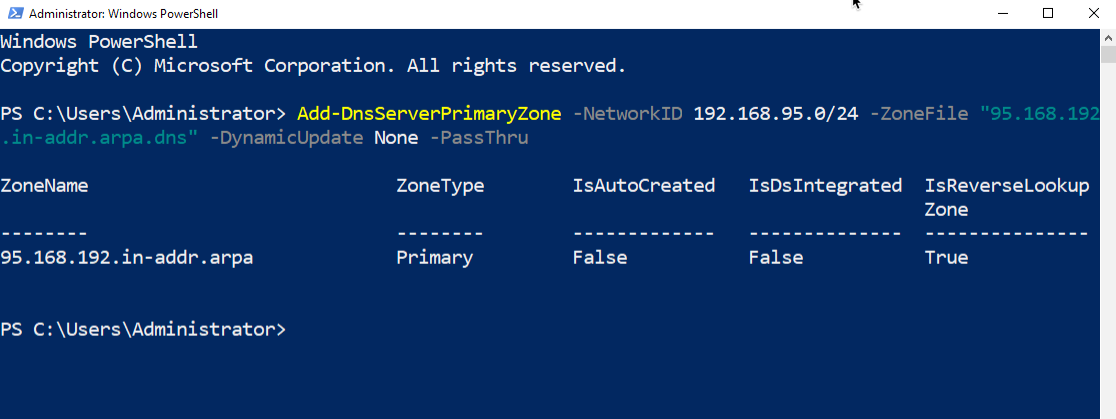 Administrator: Windows PowerShell
Windows PowerShell
Copyright (C) Microsoft Corporation. All rights reserved.
PS C:\Users\Administrator> Add-DnsServerPrimaryZone -NetworkID 192.168.95.0/24 -ZoneFile "95.168.192
.in-addr.arpa.dns" -DynamicUpdate None -PassThru
ZoneName ZoneType IsAutoCreated IsDsIntegrated IsReverseLookup
Zone
-------- -------- ------------- -------------- ---------------
95.168.192.in-addr.arpa Primary False False True
PS C:\Users\Administrator>